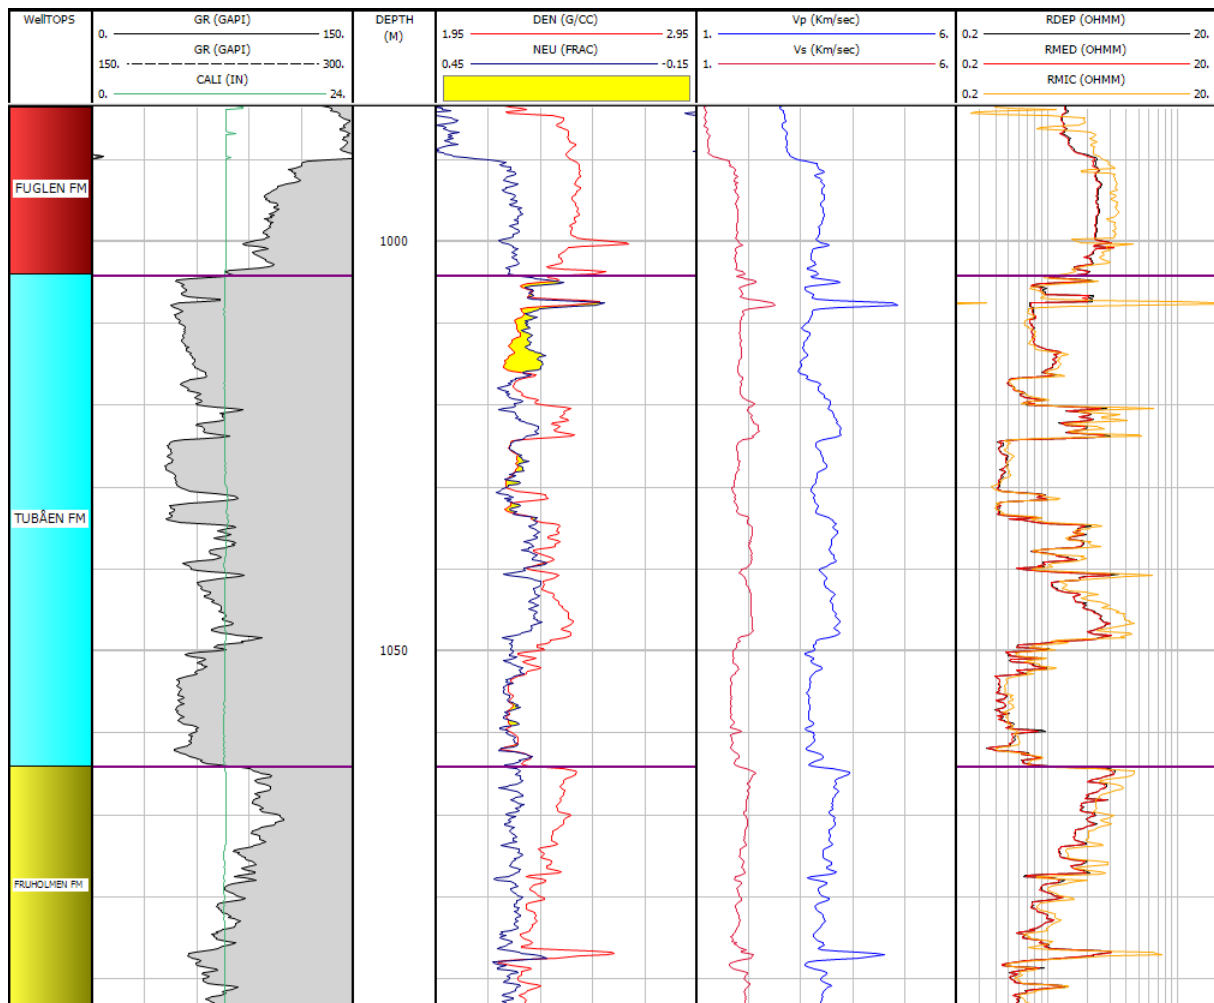 WellTOPS
GR (GAPI)
0. 150.
GR (GAPI)
150. 300.
CALI (IN)
0. 24.
DEPTH
(M)
DEN (G/CC)
1.95 2.95
NEU (FRAC)
0.45 -0.15
Vp (Km/sec)
1. 6.
Vs (Km/sec)
1. 6.
RDEP (OHMM)
0.2 20.
RMED (OHMM)
0.2 20.
RMIC (OHMM)
0.2 20.
FUGLEN FM
1000
TUBÅEN FM
1050
FRUHOLMEN FM